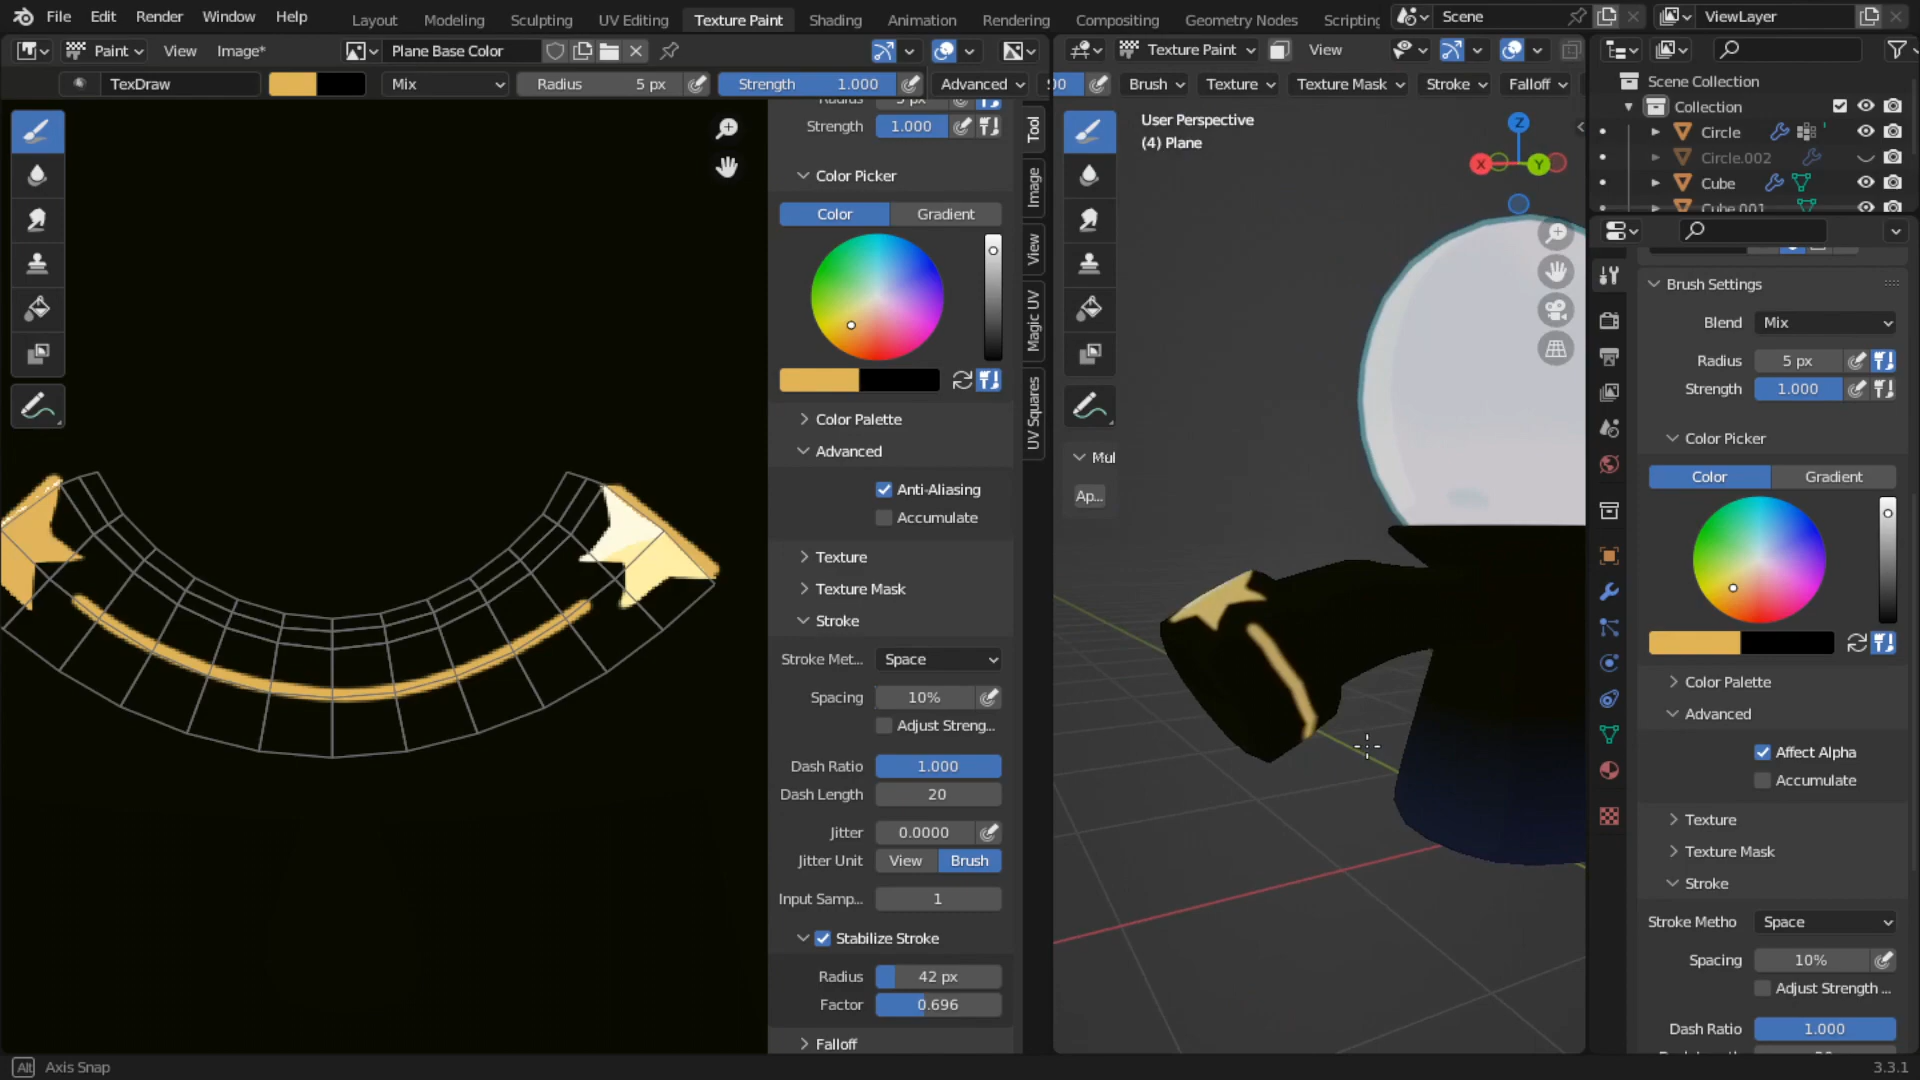 File Edit Render Window Help Layout Modeling Sculpting UV Editing Texture Paint Shading Animation Rendering Compositing Geometry Nodes Scripting Scene ViewLayer
Paint View Image* Plane Base Color Texture Paint View
TexDraw Mix Radius 5 px Strength 1.000 Advanced Brush Texture Texture Mask Stroke Falloff
Radius 5 px
Strength 1.000
Color Picker
Color Gradient
Color Palette
Advanced
Anti-Aliasing
Accumulate
Texture
Texture Mask
Stroke
Stroke Met... Space
Spacing 10%
Adjust Streng...
Dash Ratio 1.000
Dash Length 20
Jitter 0.0000
Jitter Unit View Brush
Input Samp... 1
Stabilize Stroke
Radius 42 px
Factor 0.696
Falloff
Tool
Image
View
Magic UV
UV Squares
User Perspective
(4) Plane
Z
X Y
Mul
Ap...
Scene Collection
Collection
Circle
Circle.002
Cube
Cube.001
Brush Settings
Blend Mix
Radius 5 px
Strength 1.000
Color Picker
Color Gradient
Color Palette
Advanced
Affect Alpha
Accumulate
Texture
Texture Mask
Stroke
Stroke Metho Space
Spacing 10%
Adjust Strength ...
Dash Ratio 1.000
Alt Axis Snap 3.3.1